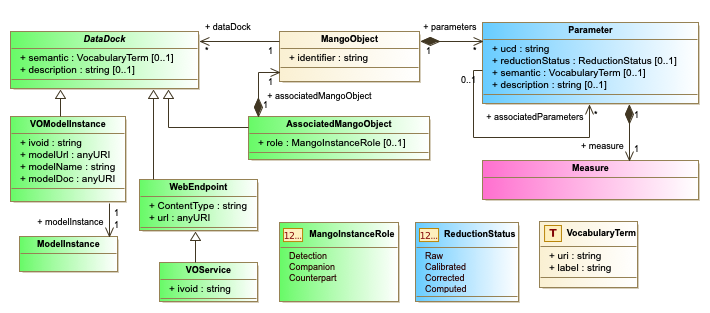 DataDock
+ semantic : VocabularyTerm [0..1]
+ description : string [0..1]
+ dataDock
*
1
MangoObject
+ identifier : string
+ parameters
1
*
Parameter
+ ucd : string
+ reductionStatus : ReductionStatus [0..1]
+ semantic : VocabularyTerm [0..1]
+ description : string [0..1]
0..1
+ associatedParameters
*
1
+ associatedMangoObject
1
AssociatedMangoObject
+ role : MangoInstanceRole [0..1]
VOModelInstance
+ ivoid : string
+ modelUrl : anyURI
+ modelName : string
+ modelDoc : anyURI
1
+ measure
1
Measure
WebEndpoint
+ ContentType : string
+ url : anyURI
1
+ modelInstance
1
ModelInstance
VOService
+ ivoid : string
12...
MangoInstanceRole
Detection
Companion
Counterpart
12...
ReductionStatus
Raw
Calibrated
Corrected
Computed
T
VocabularyTerm
+ uri : string
+ label : string